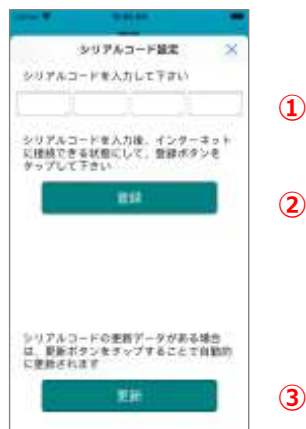 シリアルコード設定
シリアルコードを入力して下さい
①
シリアルコードを入力後、インターネット
に接続できる状態にして、登録ボタンを
タップして下さい
登録
②
シリアルコードの更新データがある場合
は、更新ボタンをタップすることで自動的
に更新されます
更新
③